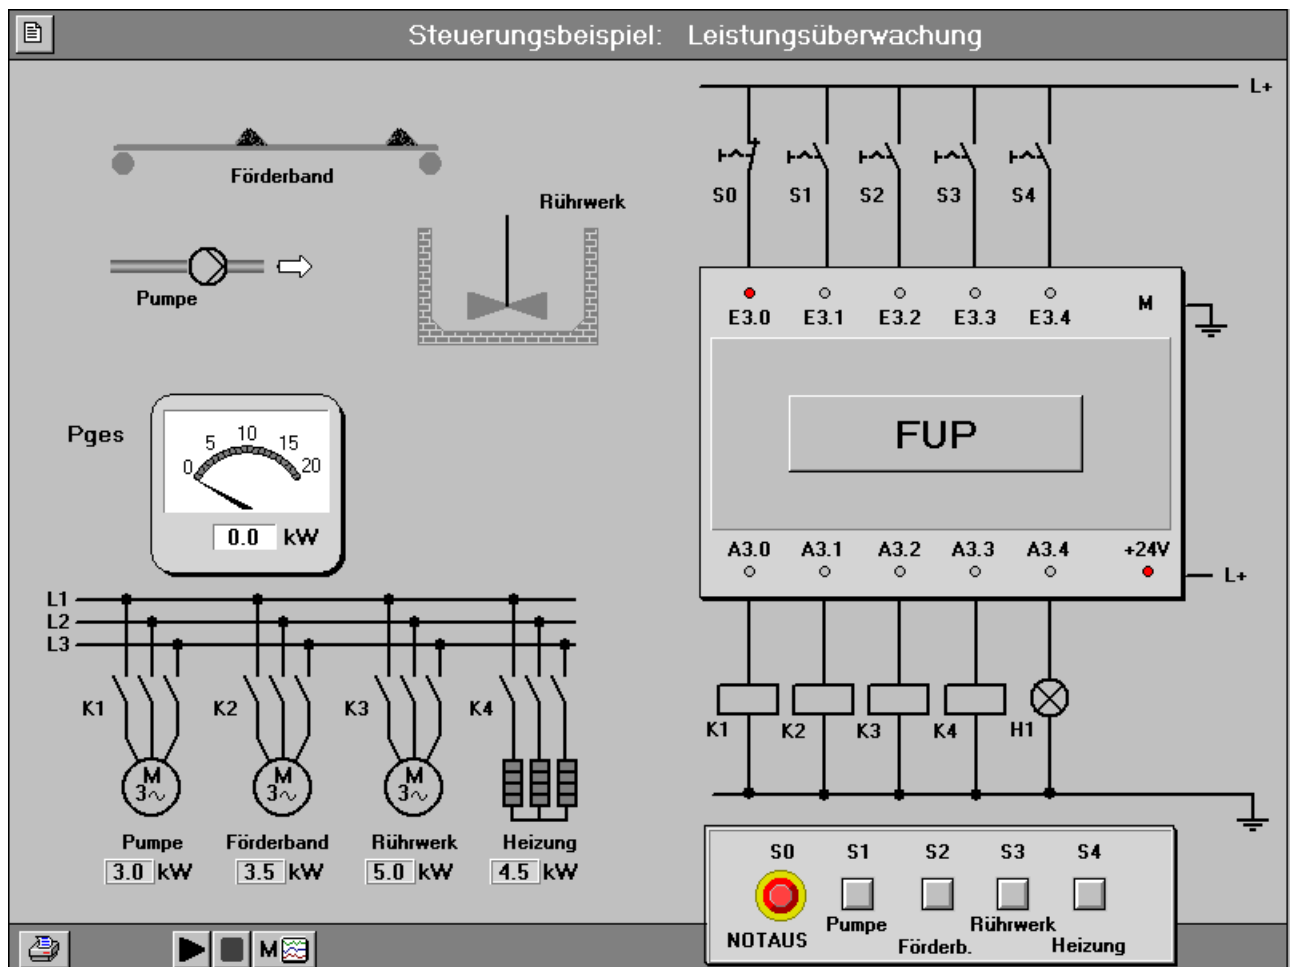 Steuerungsbeispiel: Leistungsüberwachung
L+
Förderband
S0 S1 S2 S3 S4
Rührwerk
Pumpe
E3.0 E3.1 E3.2 E3.3 E3.4 M
Pges
0 5 10 15 20
0.0 kW
FUP
A3.0 A3.1 A3.2 A3.3 A3.4 +24V
L+
L1
L2
L3
K1 K2 K3 K4
K1 K2 K3 K4 H1
M 3~ M 3~ M 3~
Pumpe Förderband Rührwerk Heizung
3.0 kW 3.5 kW 5.0 kW 4.5 kW
S0 S1 S2 S3 S4
NOTAUS Pumpe Förderb. Rührwerk Heizung
M